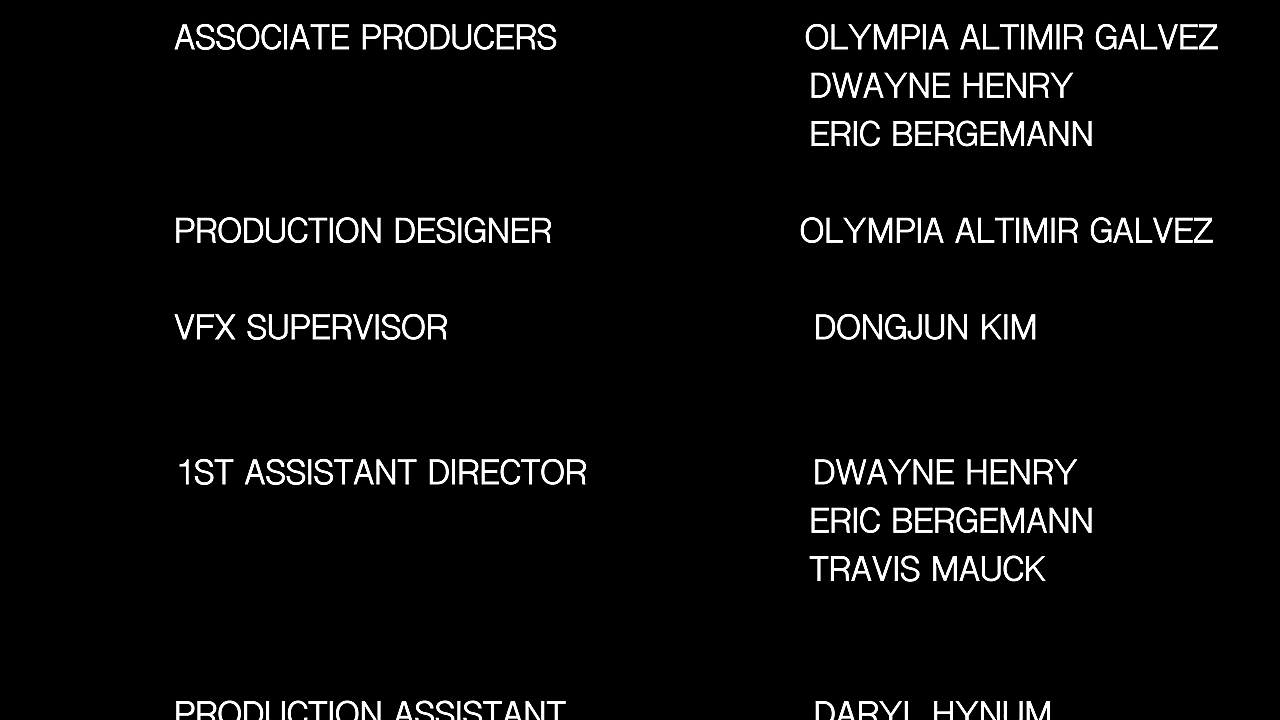 ASSOCIATE PRODUCERS OLYMPIA ALTIMIR GALVEZ
DWAYNE HENRY
ERIC BERGEMANN
PRODUCTION DESIGNER OLYMPIA ALTIMIR GALVEZ
VFX SUPERVISOR DONGJUN KIM
1ST ASSISTANT DIRECTOR DWAYNE HENRY
ERIC BERGEMANN
TRAVIS MAUCK
PRODUCTION ASSISTANT DARYL HYNUM